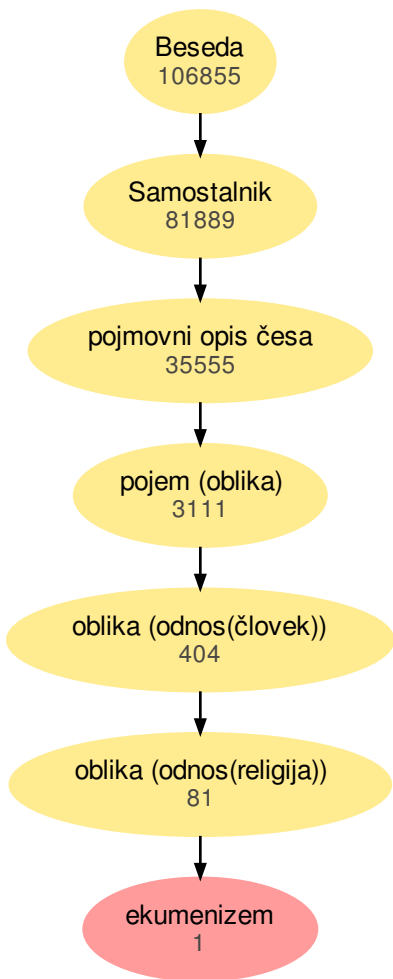 Beseda
106855
Samostalnik
81889
pojmovni opis česa
35555
pojem (oblika)
3111
oblika (odnos(človek))
404
oblika (odnos(religija))
81
ekumenizem
1